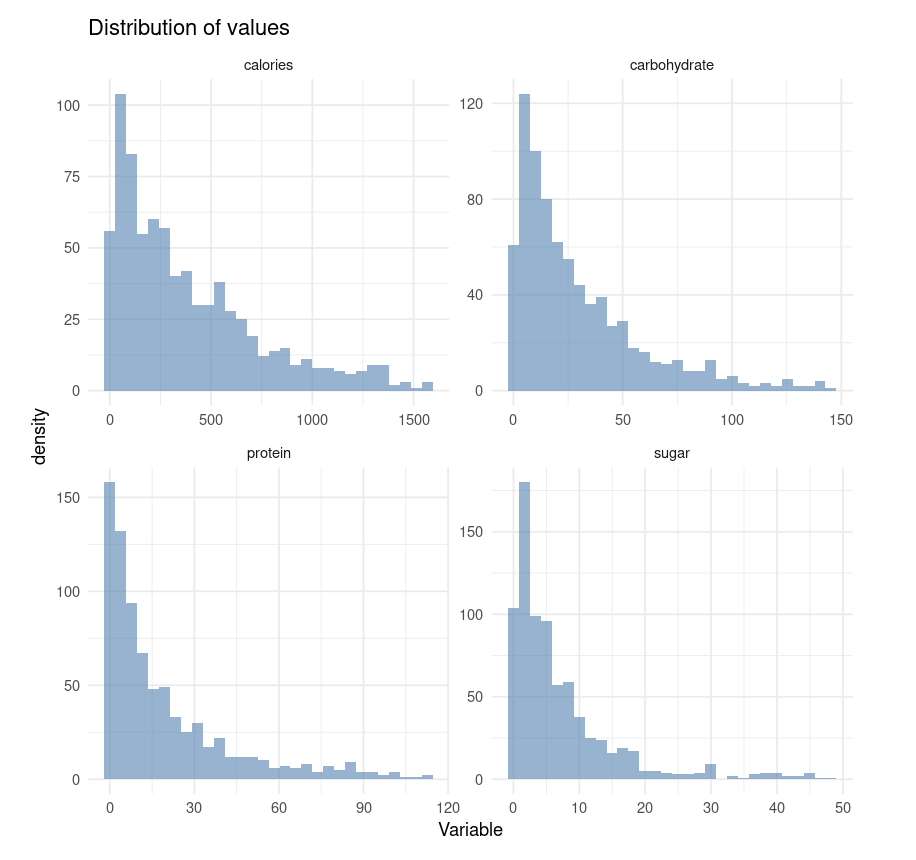 Distribution of values
calories
carbohydrate
100
75
50
25
0
120
80
40
0
0 500 1000 1500
0 50 100 150
density
protein
sugar
150
100
50
0
150
100
50
0
0 30 60 90 120
0 10 20 30 40 50
Variable